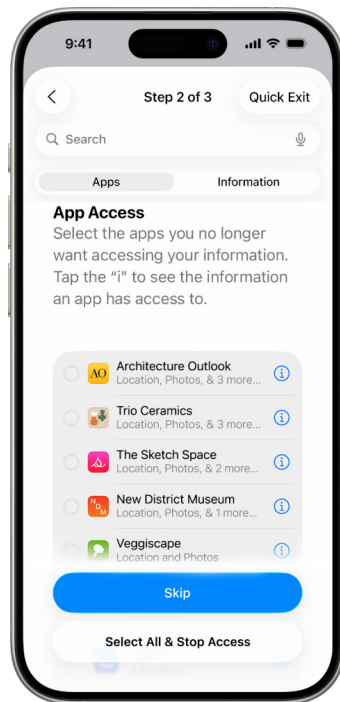 9:41
Step 2 of 3
Quick Exit
Search
Apps
Information
App Access
Select the apps you no longer
want accessing your information.
Tap the “i” to see the information
an app has access to.
AO
Architecture Outlook
Location, Photos, & 3 more...
i
Trio Ceramics
Location, Photos, & 3 more...
i
The Sketch Space
Location, Photos, & 2 more...
i
NDM
New District Museum
Location, Photos, & 1 more...
i
Veggiscape
Location and Photos
i
Skip
Select All & Stop Access